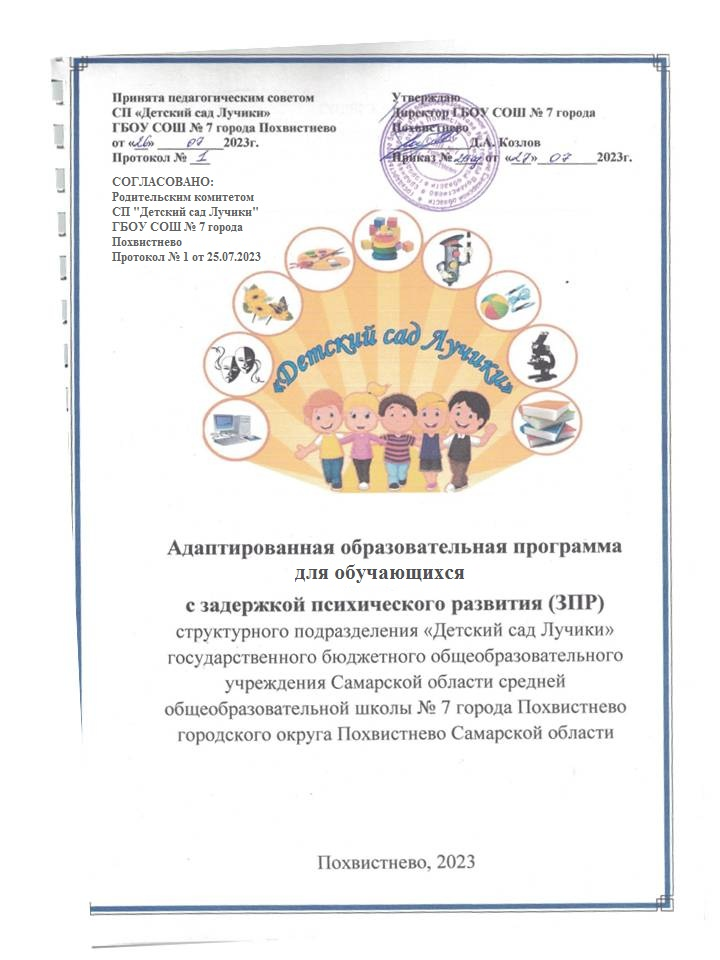 Принята педагогическим советом
СП «Детский сад Лучики»
ГБОУ СОШ № 7 города Похвистнево
от «26» 07 2023г.
Протокол № 1
Утверждаю
Директор ГБОУ СОШ № 7 города
Похвистнево
Д.А. Козлов
Приказ № от «27» 07 2023г.
СОГЛАСОВАНО:
Родительским комитетом
СП "Детский сад Лучики"
ГБОУ СОШ № 7 города
Похвистнево
Протокол № 1 от 25.07.2023
«Детский сад Лучики»
Адаптированная образовательная программа
для обучающихся
с задержкой психического развития (ЗПР)
структурного подразделения «Детский сад Лучики»
государственного бюджетного общеобразовательного
учреждения Самарской области средней
общеобразовательной школы № 7 города Похвистнево
городского округа Похвистнево Самарской области
Похвистнево, 2023